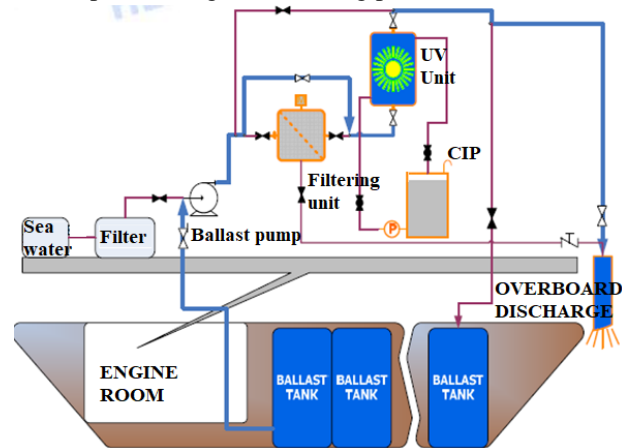 UV
Unit
CIP
Filtering
unit
P
Sea
water
Filter
Ballast pump
OVERBOARD
DISCHARGE
ENGINE
ROOM
BALLAST
TANK
BALLAST
TANK
BALLAST
TANK